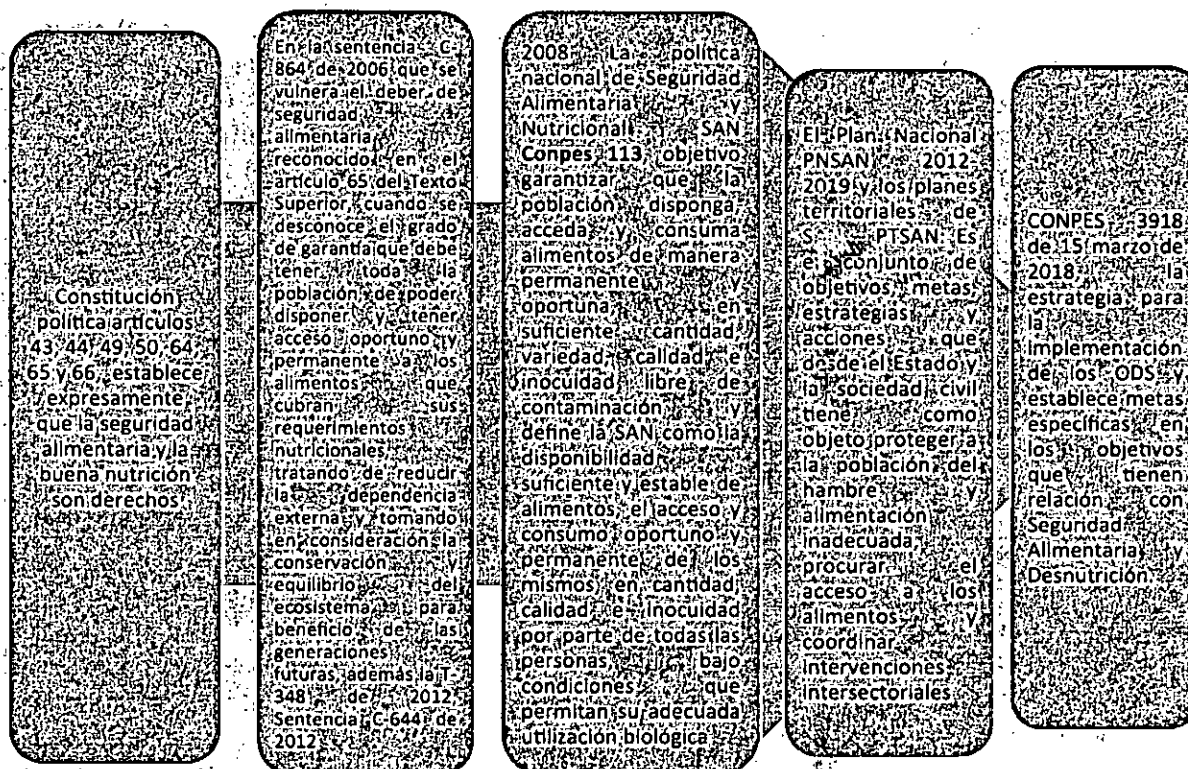 Constitución
política artículos
43, 44, 49, 50, 64,
65 y 66, establece
expresamente
que la seguridad
alimentaria y la
buena nutrición
son derechos
En la sentencia C-
864 de 2006 que se
vulnera el deber de
seguridad
alimentaria
reconocido en el
artículo 65 del Texto
Superior, cuando se
desconoce el grado
de garantía que debe
tener toda la
población, de poder
disponer y tener
acceso oportuno y
permanente a los
alimentos que
cubran sus
requerimientos
nutricionales
tratando de reducir
la dependencia
externa y tomando
en consideración la
conservación y
equilibrio del
ecosistema, para
beneficio de las
generaciones
futuras, además la T-
348 de 2012,
Sentencia C-644 de
2012
2008 La política
nacional de Seguridad
Alimentaria y
Nutricional SAN
Conpes 113, objetivo
garantizar que la
población disponga,
acceda y consuma
alimentos de manera
permanente y
oportuna, en
suficiente cantidad,
variedad, calidad e
inocuidad libre de
contaminación y
define la SAN como la
disponibilidad
suficiente y estable de
alimentos, el acceso y
consumo oportuno y
permanente de los
mismos en cantidad,
calidad e inocuidad
por parte de todas las
personas, bajo
condiciones que
permitan su adecuada
utilización biológica
El Plan Nacional
PNSAN 2012-
2019 y los planes
territoriales de
S PTSAN Es
el conjunto de
objetivos, metas,
estrategias y
acciones que
desde el Estado y
la sociedad civil
tiene como
objeto proteger a
la población del
hambre y
alimentación
inadecuada,
procurar el
acceso a los
alimentos y
coordinar
intervenciones
intersectoriales
CONPES 3918
de 15 marzo de
2018, la
estrategia para
la
implementación
de los ODS y
establece metas
específicas en
los objetivos
que tienen
relación con
Seguridad
Alimentaria y
Desnutrición.